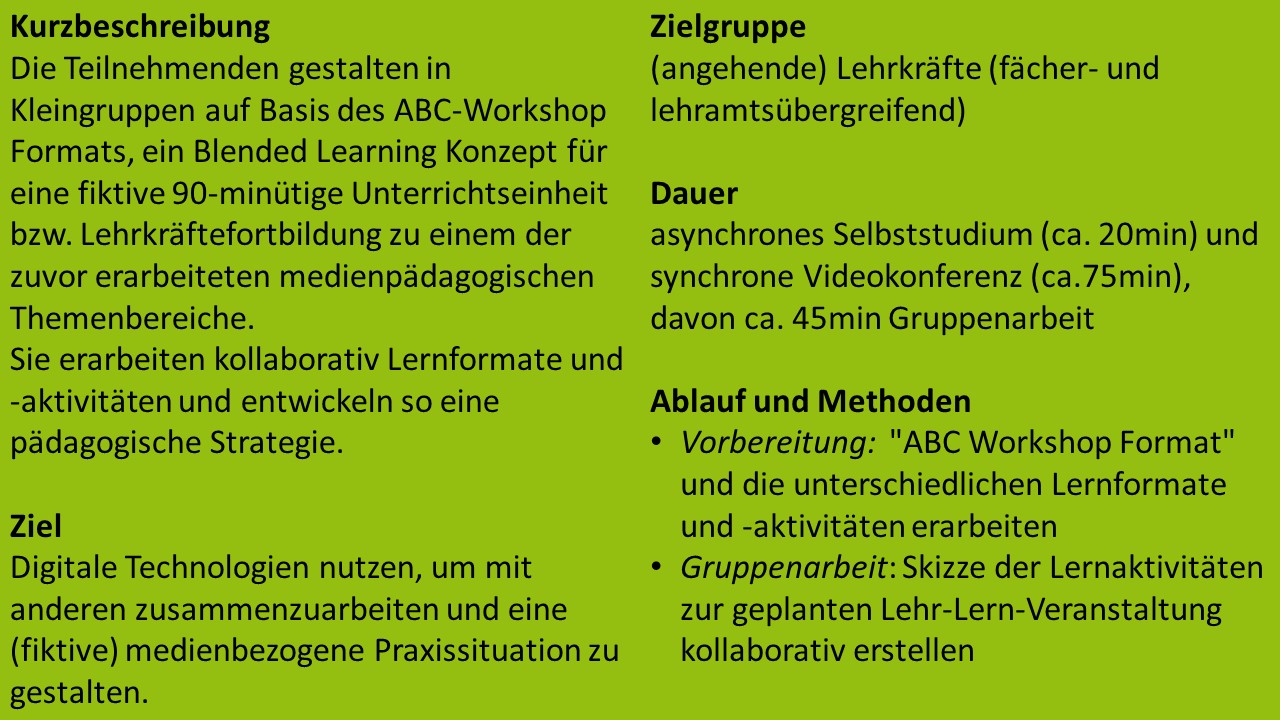 Kurzbeschreibung
Die Teilnehmenden gestalten in
Kleingruppen auf Basis des ABC-Workshop
Formats, ein Blended Learning Konzept für
eine fiktive 90-minütige Unterrichtseinheit
bzw. Lehrkräftefortbildung zu einem der
zuvor erarbeiteten medienpädagogischen
Themenbereiche.
Sie erarbeiten kollaborativ Lernformate und
-aktivitäten und entwickeln so eine
pädagogische Strategie.
Ziel
Digitale Technologien nutzen, um mit
anderen zusammenzuarbeiten und eine
(fiktive) medienbezogene Praxissituation zu
gestalten.
Zielgruppe
(angehende) Lehrkräfte (fächer- und
lehramtsübergreifend)
Dauer
asynchrones Selbststudium (ca. 20min) und
synchrone Videokonferenz (ca.75min),
davon ca. 45min Gruppenarbeit
Ablauf und Methoden
• Vorbereitung: "ABC Workshop Format"
und die unterschiedlichen Lernformate
und -aktivitäten erarbeiten
• Gruppenarbeit: Skizze der Lernaktivitäten
zur geplanten Lehr-Lern-Veranstaltung
kollaborativ erstellen